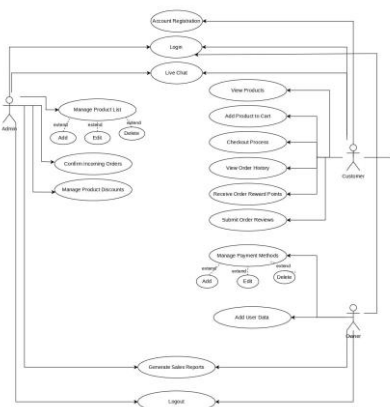 Account Registration
Login
Live Chat
View Products
Manage Product List
extend
extend
extend
Add
Edit
Delete
Add Product to Cart
Admin
Checkout Process
Confirm Incoming Orders
View Order History
Customer
Manage Product Discounts
Receive Order Reward Points
Submit Order Reviews
Manage Payment Methods
extend
extend
extend
Add
Edit
Delete
Add User Data
Owner
Generate Sales Reports
Logout